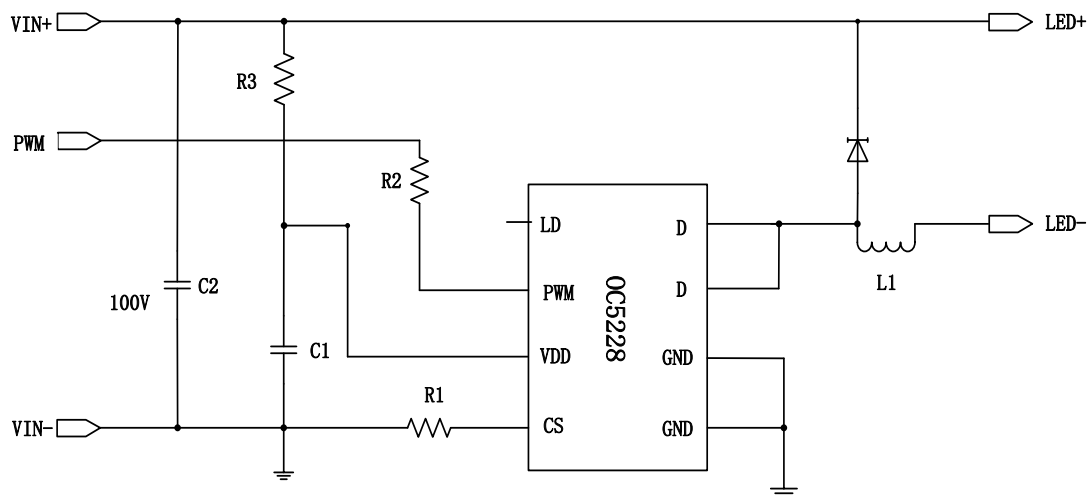 VIN+
LED+
R3
PWM
R2
LD
D
LED-
L1
C2
100V
PWM
D
OC5228
C1
VDD
GND
R1
VIN-
CS
GND